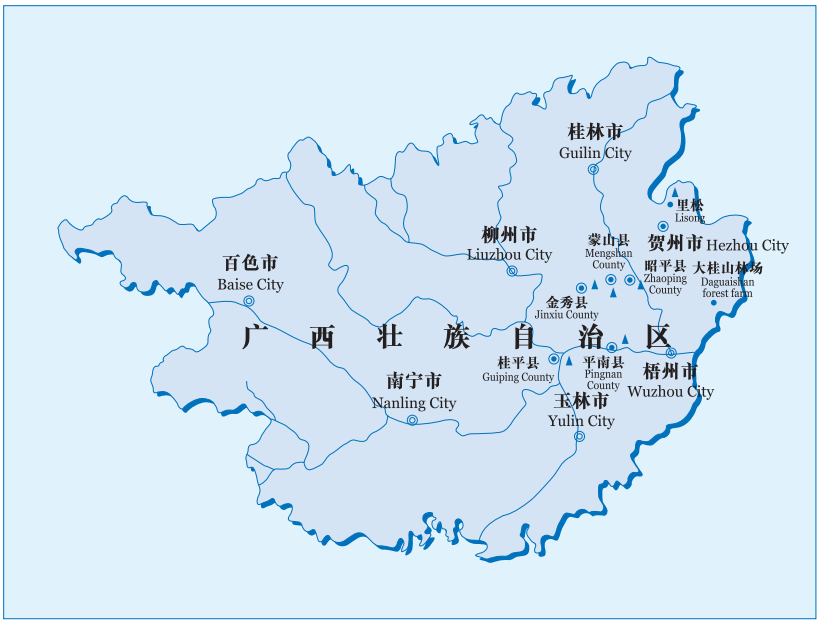 桂林市
Guilin City
里松
Lisong
柳州市
Liuzhou City
蒙山县
Mengshan
County
贺州市 Hezhou City
昭平县
Zhaoping
County
大桂山林场
Daguaishan
forest farm
百色市
Baise City
金秀县
Jinxiu County
广西壮族自治区
桂平县
Guiping County
平南县
Pingnan
County
梧州市
Wuzhou City
南宁市
Nanling City
玉林市
Yulin City